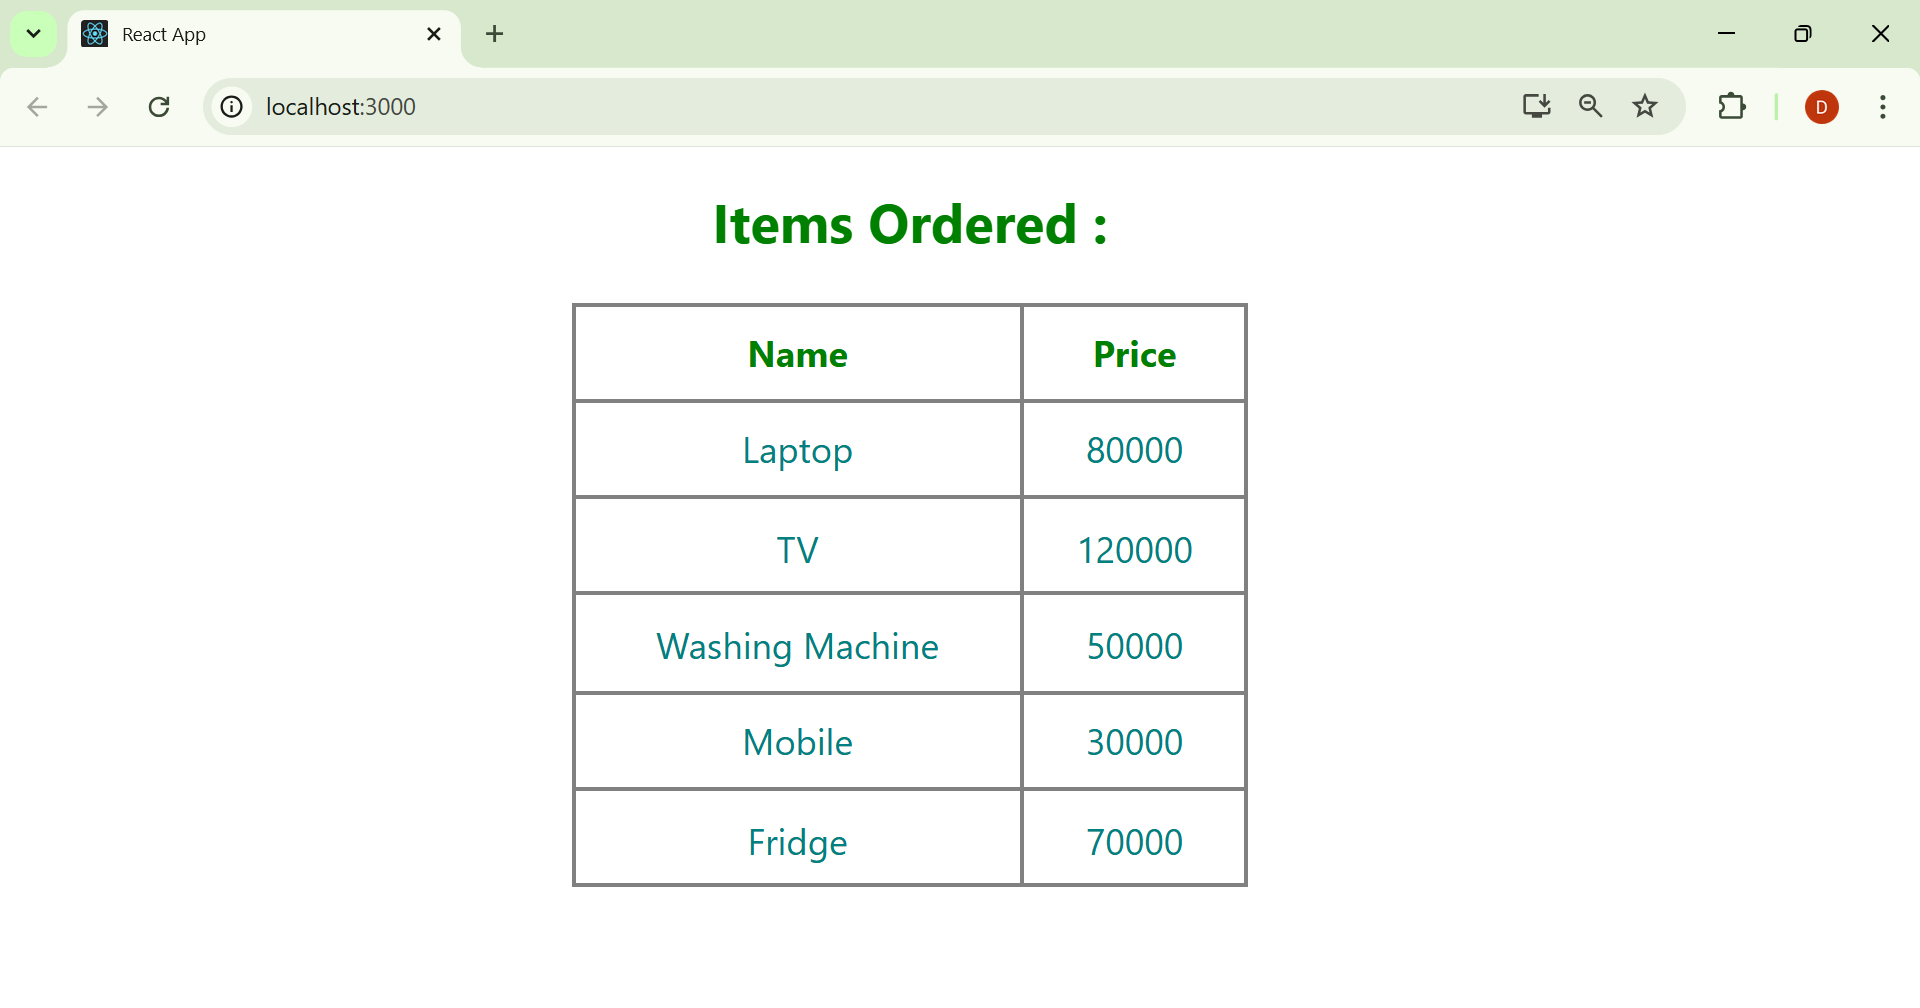 React App
localhost:3000
D
Items Ordered :
Name Price
Laptop 80000
TV 120000
Washing Machine 50000
Mobile 30000
Fridge 70000